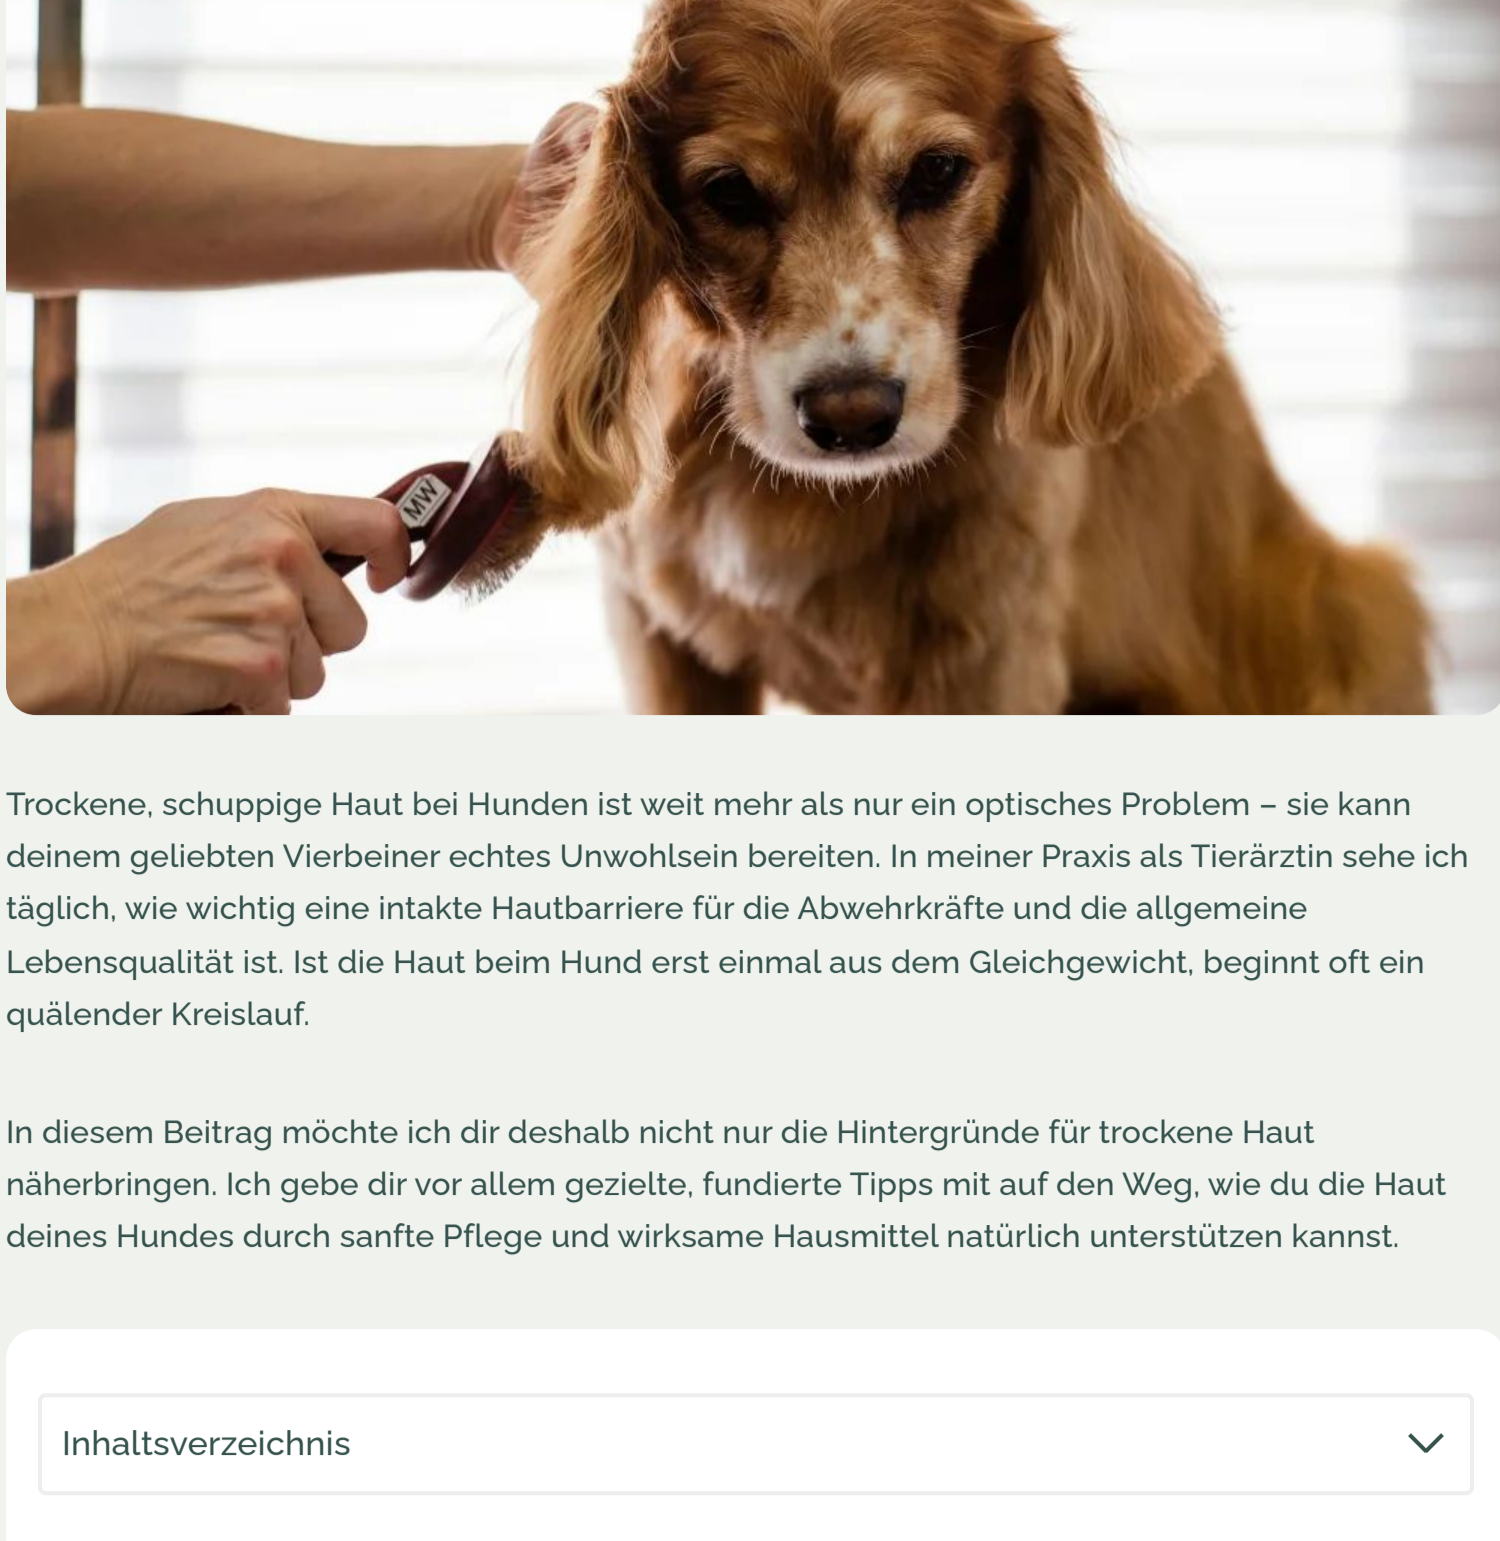 MW
Trockene, schuppige Haut bei Hunden ist weit mehr als nur ein optisches Problem – sie kann
deinem geliebten Vierbeiner echtes Unwohlsein bereiten. In meiner Praxis als Tierärztin sehe ich
täglich, wie wichtig eine intakte Hautbarriere für die Abwehrkräfte und die allgemeine
Lebensqualität ist. Ist die Haut beim Hund erst einmal aus dem Gleichgewicht, beginnt oft ein
quälender Kreislauf.
In diesem Beitrag möchte ich dir deshalb nicht nur die Hintergründe für trockene Haut
näherbringen. Ich gebe dir vor allem gezielte, fundierte Tipps mit auf den Weg, wie du die Haut
deines Hundes durch sanfte Pflege und wirksame Hausmittel natürlich unterstützen kannst.
Inhaltsverzeichnis